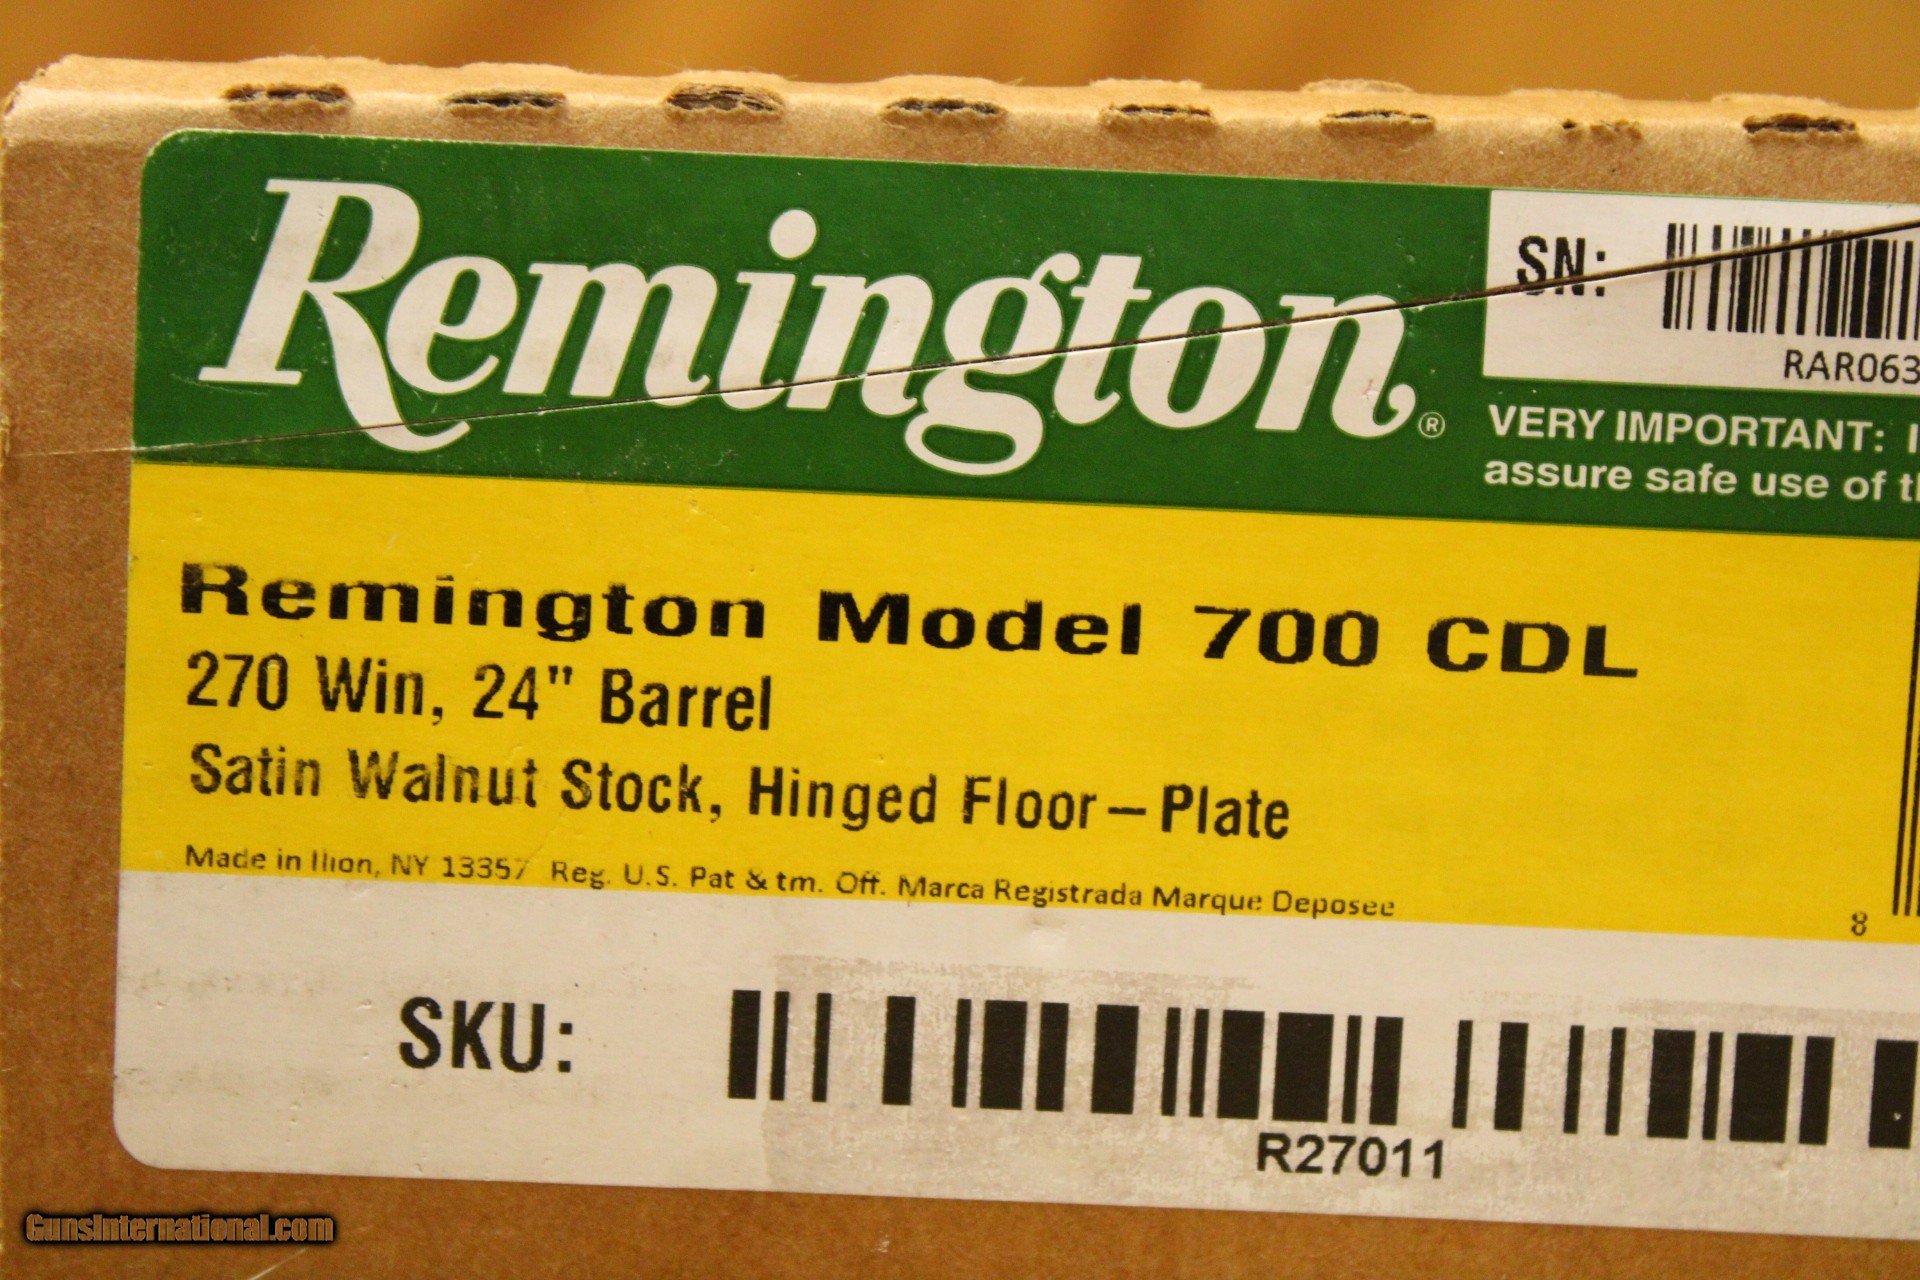 Remington®
SN:
RAR063
VERY IMPORTANT: I
assure safe use of t
Remington Model 700 CDL
270 Win, 24" Barrel
Satin Walnut Stock, Hinged Floor-Plate
Made in Ilion, NY 13357 Reg. U.S. Pat & tm. Off. Marca Registrada Marque Deposee
8
SKU:
R27011
GunsInternational.com